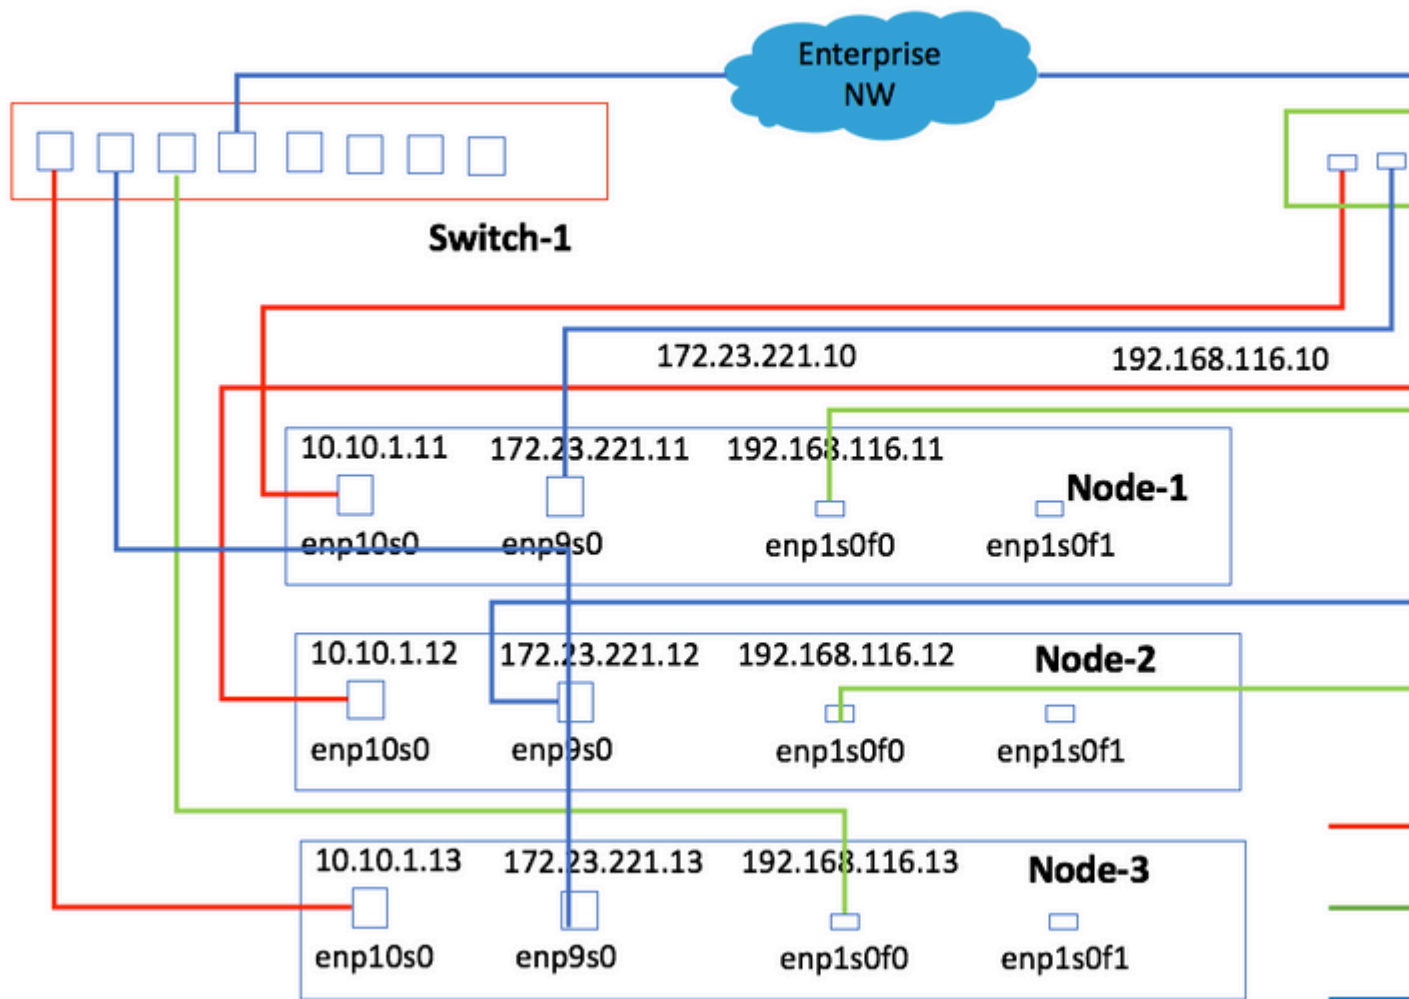 Enterprise
NW
Switch-1
172.23.221.10 192.168.116.10
10.10.1.11 172.23.221.11 192.168.116.11
Node-1
enp10s0 enp9s0 enp1s0f0 enp1s0f1
10.10.1.12 172.23.221.12 192.168.116.12 Node-2
enp10s0 enp9s0 enp1s0f0 enp1s0f1
10.10.1.13 172.23.221.13 192.168.116.13 Node-3
enp10s0 enp9s0 enp1s0f0 enp1s0f1